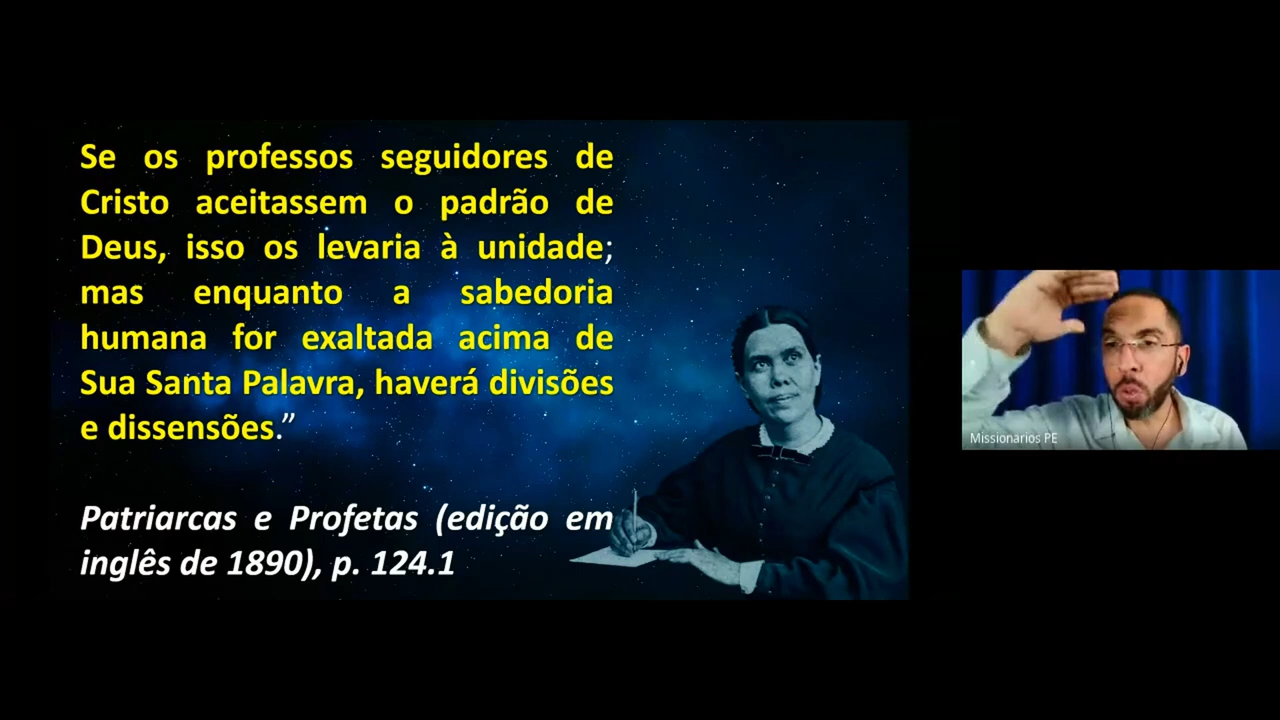 Se os professos seguidores de
Cristo aceitassem o padrão de
Deus, isso os levaria à unidade;
mas enquanto a sabedoria
humana for exaltada acima de
Sua Santa Palavra, haverá divisões
e dissensões.”
Patriarcas e Profetas (edição em
inglês de 1890), p. 124.1
Missionarios PE